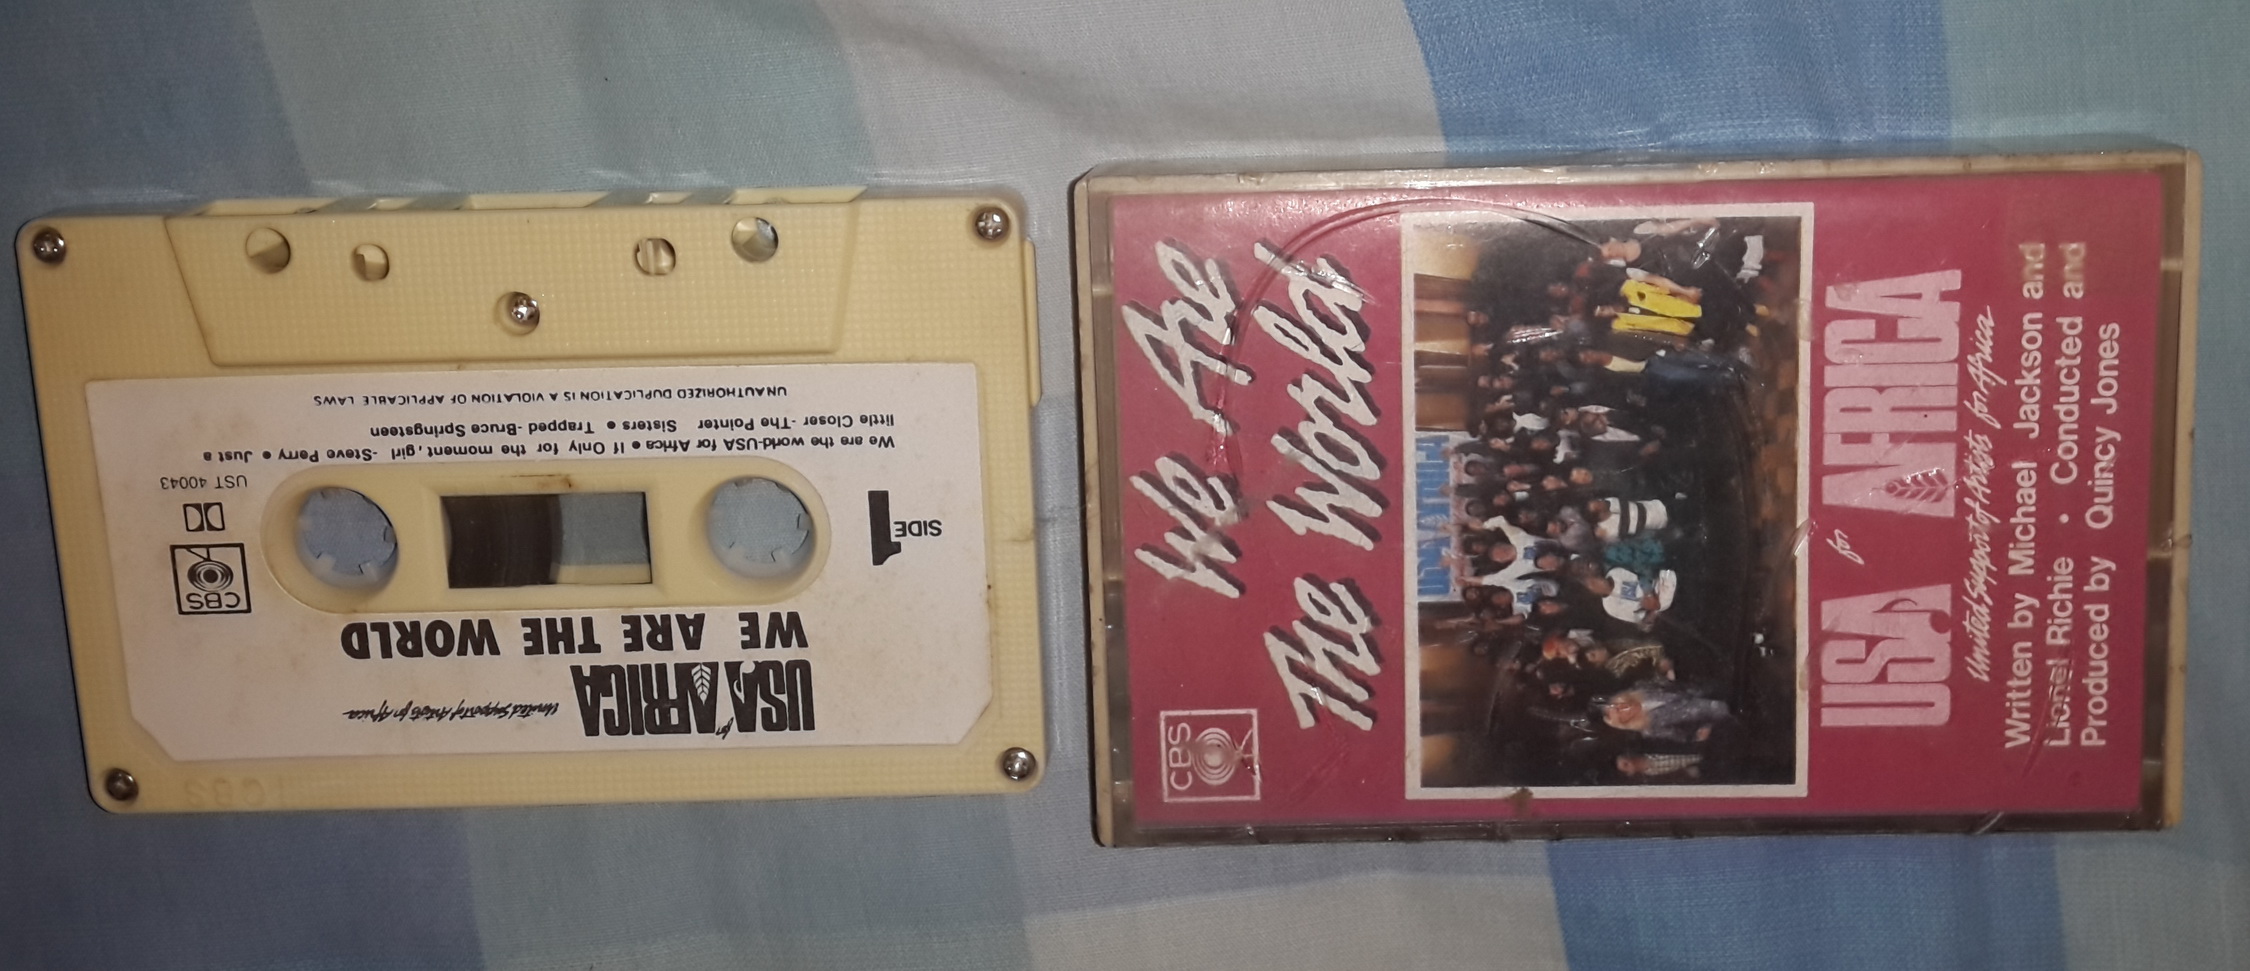 USA for AFRICA
United Support of Artists for Africa
WE ARE THE WORLD
CBS
SIDE
1
UST 40043
We are the world-USA for Africa • If Only for the moment, girl -Steve Perry • Just a
little Closer -The Pointer Sisters • Trapped -Bruce Springsteen
UNAUTHORIZED DUPLICATION IS A VIOLATION OF APPLICABLE LAWS
CBS
CBS
We Are
The World
USA for AFRICA
United Support of Artists for Africa
Written by Michael Jackson and
Lionel Richie • Conducted and
Produced by Quincy Jones